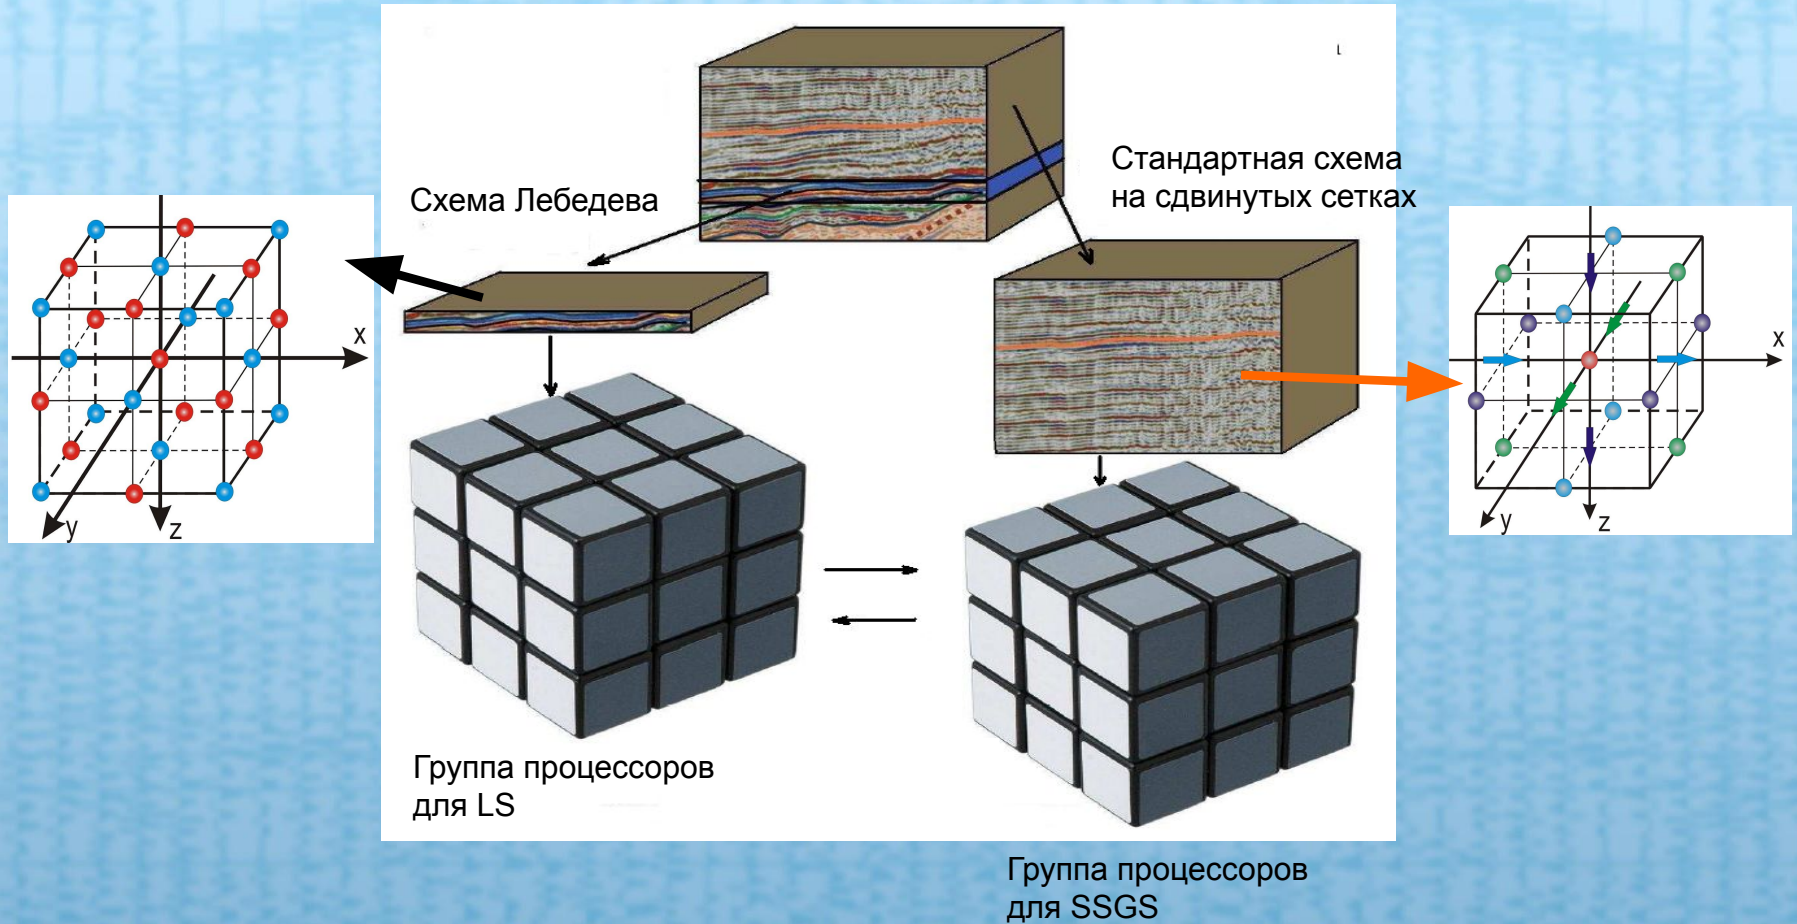 Схема Лебедева
Стандартная схема
на сдвинутых сетках
x
y
z
x
y
z
Группа процессоров
для LS
Группа процессоров
для SSGS